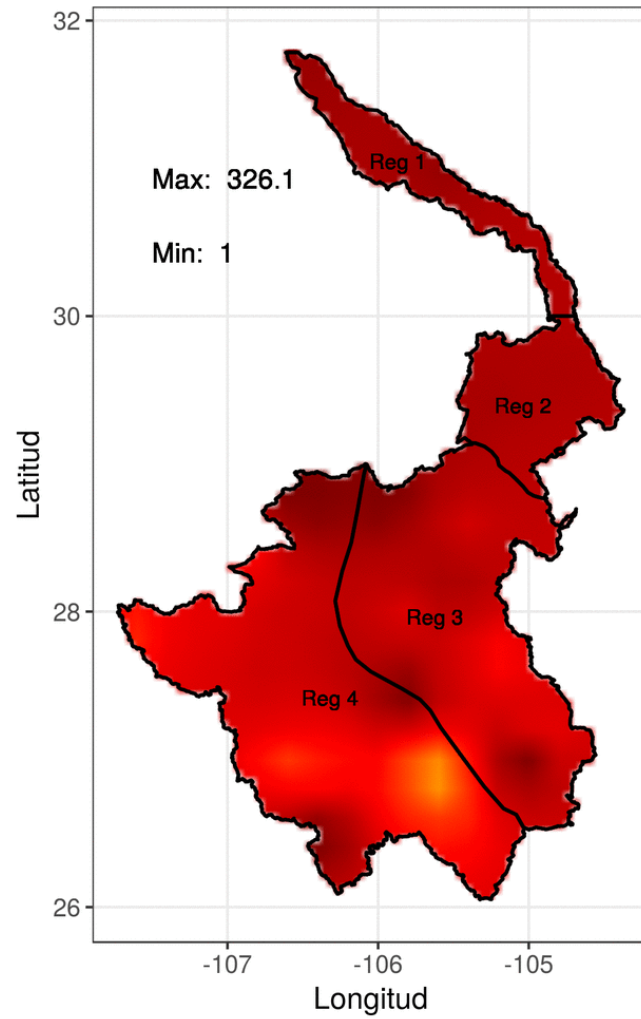 32
Reg 1
Max: 326.1
Min: 1
30
Reg 2
Latitud
28
Reg 3
Reg 4
26
-107 -106 -105
Longitud